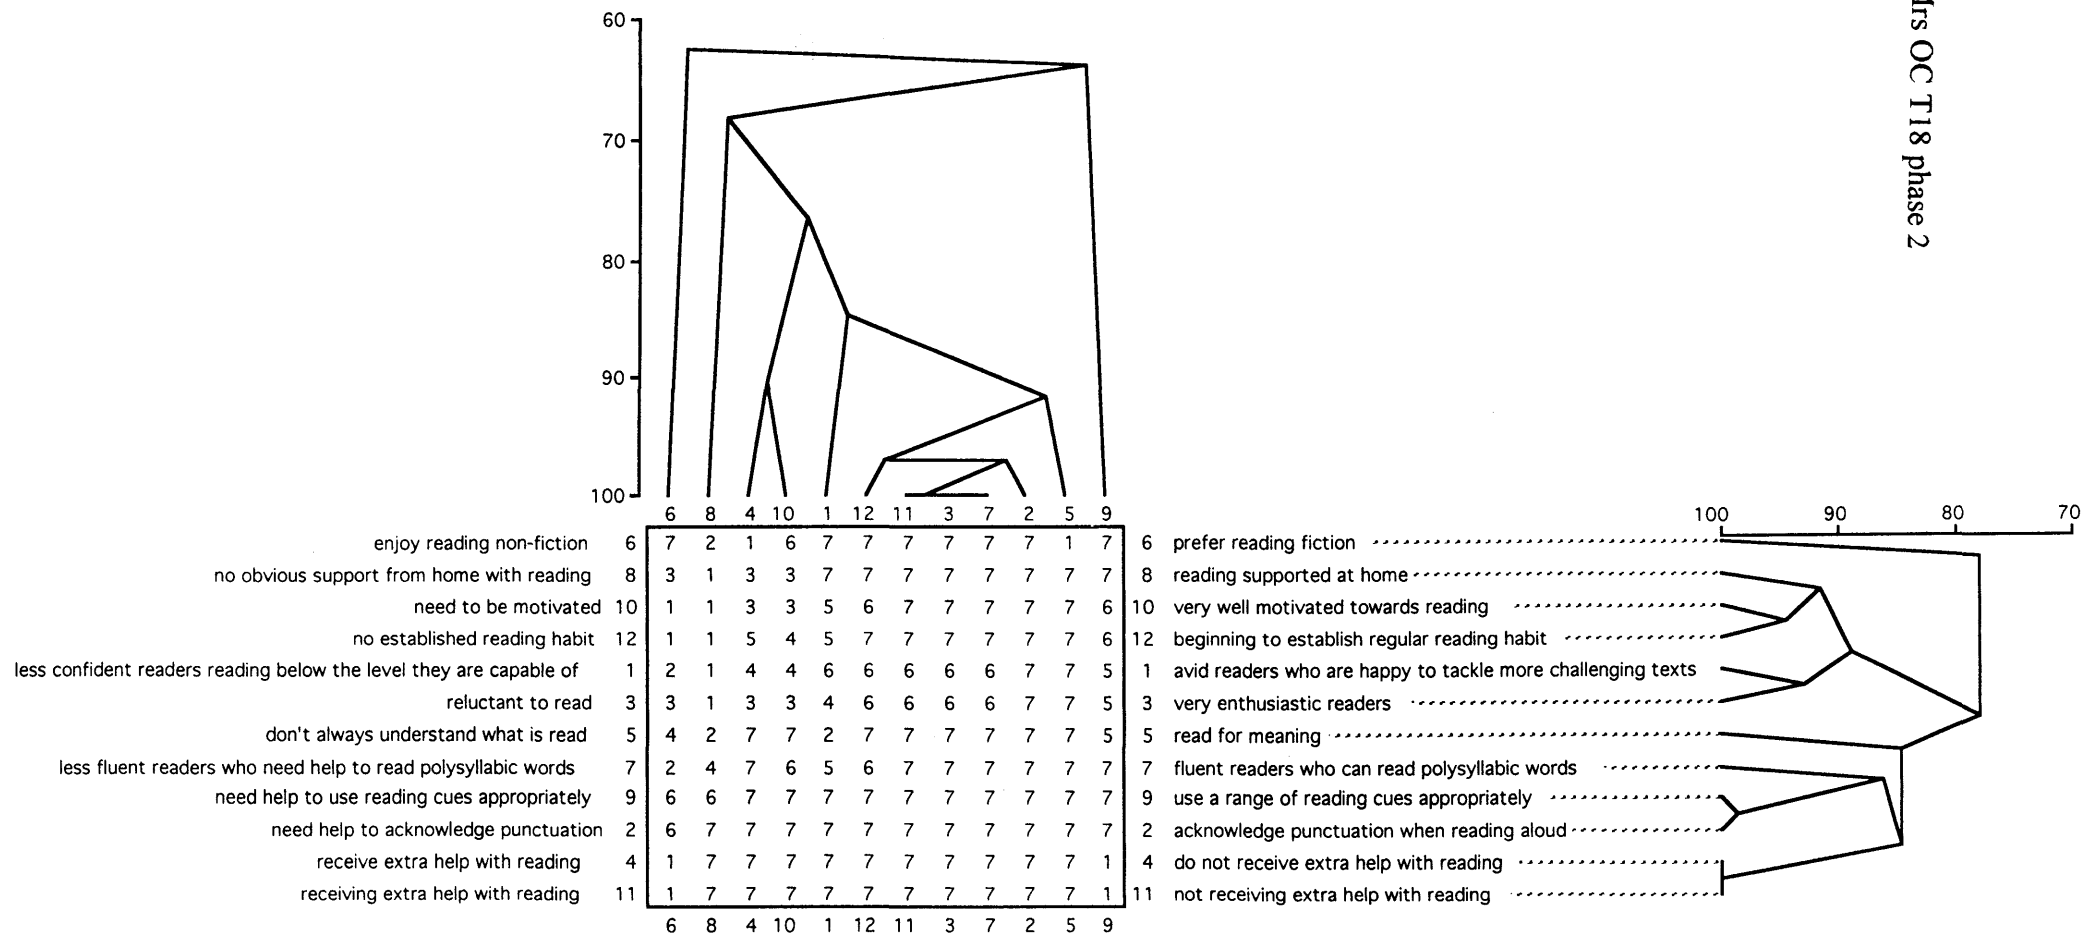 Mrs OC T18 phase 2
60
70
80
90
100
6 8 4 10 1 12 11 3 7 2 5 9
100 90 80 70
enjoy reading non-fiction 6 7 2 1 6 7 7 7 7 7 7 1 7 6 prefer reading fiction
no obvious support from home with reading 8 3 1 3 3 7 7 7 7 7 7 7 7 8 reading supported at home
need to be motivated 10 1 1 3 3 5 6 7 7 7 7 7 6 10 very well motivated towards reading
no established reading habit 12 1 1 5 4 5 7 7 7 7 7 7 6 12 beginning to establish regular reading habit
less confident readers reading below the level they are capable of 1 2 1 4 4 6 6 6 6 6 7 7 5 1 avid readers who are happy to tackle more challenging texts
reluctant to read 3 3 1 3 3 4 6 6 6 6 7 7 5 3 very enthusiastic readers
don't always understand what is read 5 4 2 7 7 2 7 7 7 7 7 7 5 5 read for meaning
less fluent readers who need help to read polysyllabic words 7 2 4 7 6 5 6 7 7 7 7 7 7 7 fluent readers who can read polysyllabic words
need help to use reading cues appropriately 9 6 6 7 7 7 7 7 7 7 7 7 7 9 use a range of reading cues appropriately
need help to acknowledge punctuation 2 6 7 7 7 7 7 7 7 7 7 7 7 2 acknowledge punctuation when reading aloud
receive extra help with reading 4 1 7 7 7 7 7 7 7 7 7 7 1 4 do not receive extra help with reading
receiving extra help with reading 11 1 7 7 7 7 7 7 7 7 7 7 1 11 not receiving extra help with reading
6 8 4 10 1 12 11 3 7 2 5 9